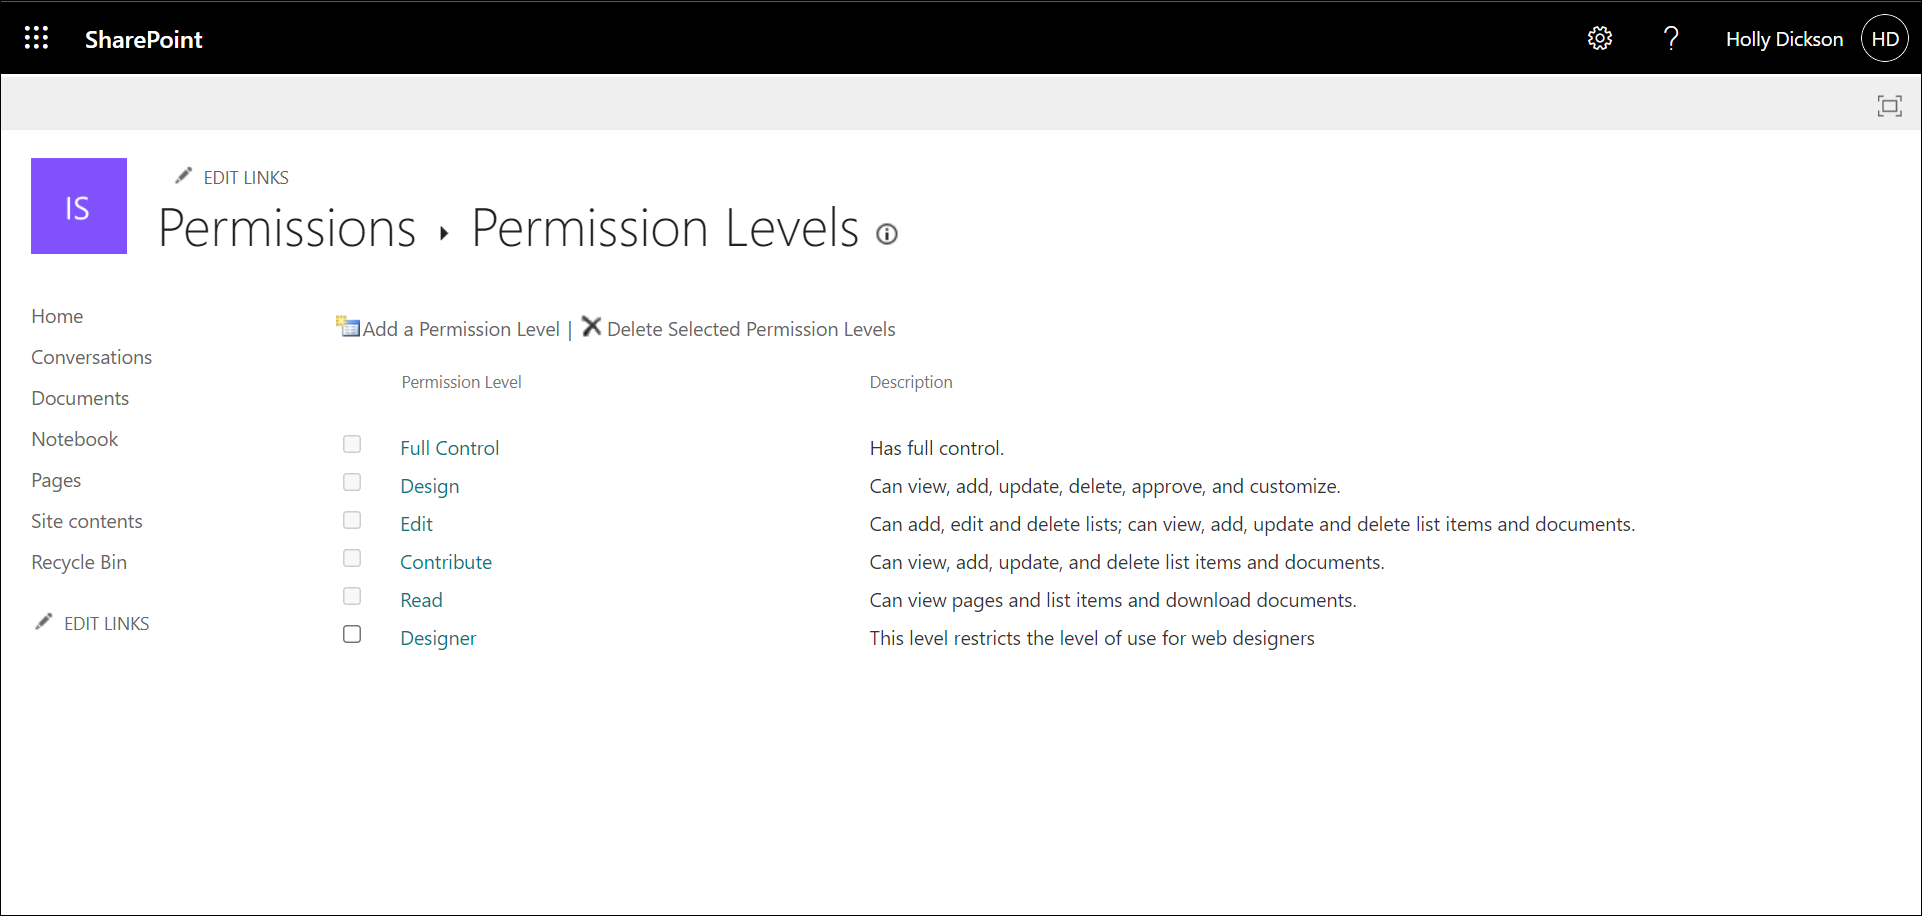 SharePoint
Holly Dickson HD
EDIT LINKS
IS
Permissions ▸ Permission Levels
Home
Conversations
Documents
Notebook
Pages
Site contents
Recycle Bin
EDIT LINKS
Add a Permission Level | Delete Selected Permission Levels
Permission Level Description
Full Control Has full control.
Design Can view, add, update, delete, approve, and customize.
Edit Can add, edit and delete lists; can view, add, update and delete list items and documents.
Contribute Can view, add, update, and delete list items and documents.
Read Can view pages and list items and download documents.
Designer This level restricts the level of use for web designers